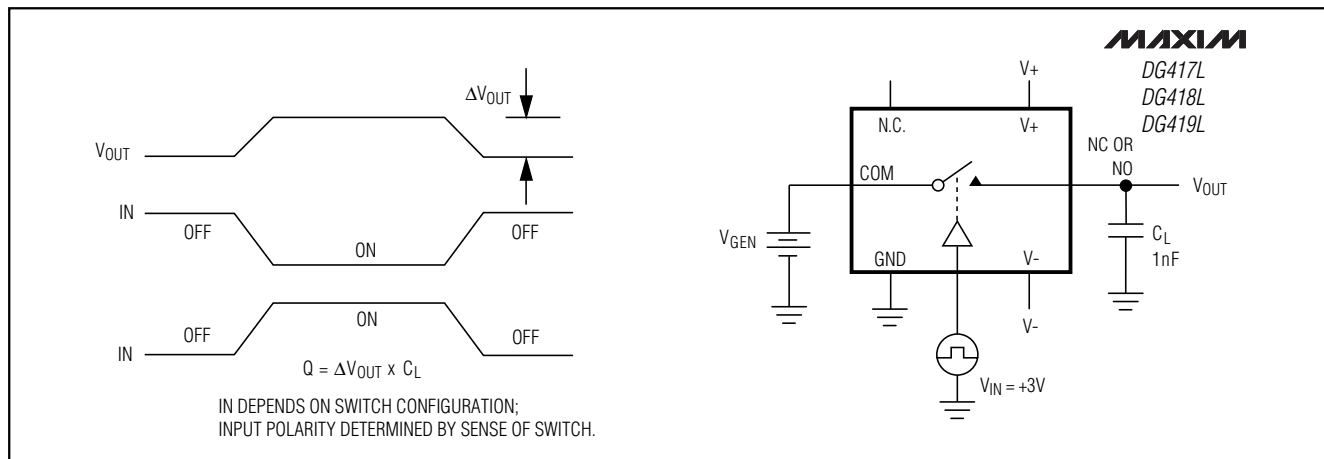 ΔVOUT
VOUT
IN
OFF
ON
OFF
IN
OFF
ON
OFF
Q = ΔVOUT x CL
IN DEPENDS ON SWITCH CONFIGURATION;
INPUT POLARITY DETERMINED BY SENSE OF SWITCH.
MAXIM
DG417L
DG418L
DG419L
V+
N.C.
V+
NC OR
NO
COM
VOUT
VGEN
CL
1nF
GND
V-
V-
VIN = +3V